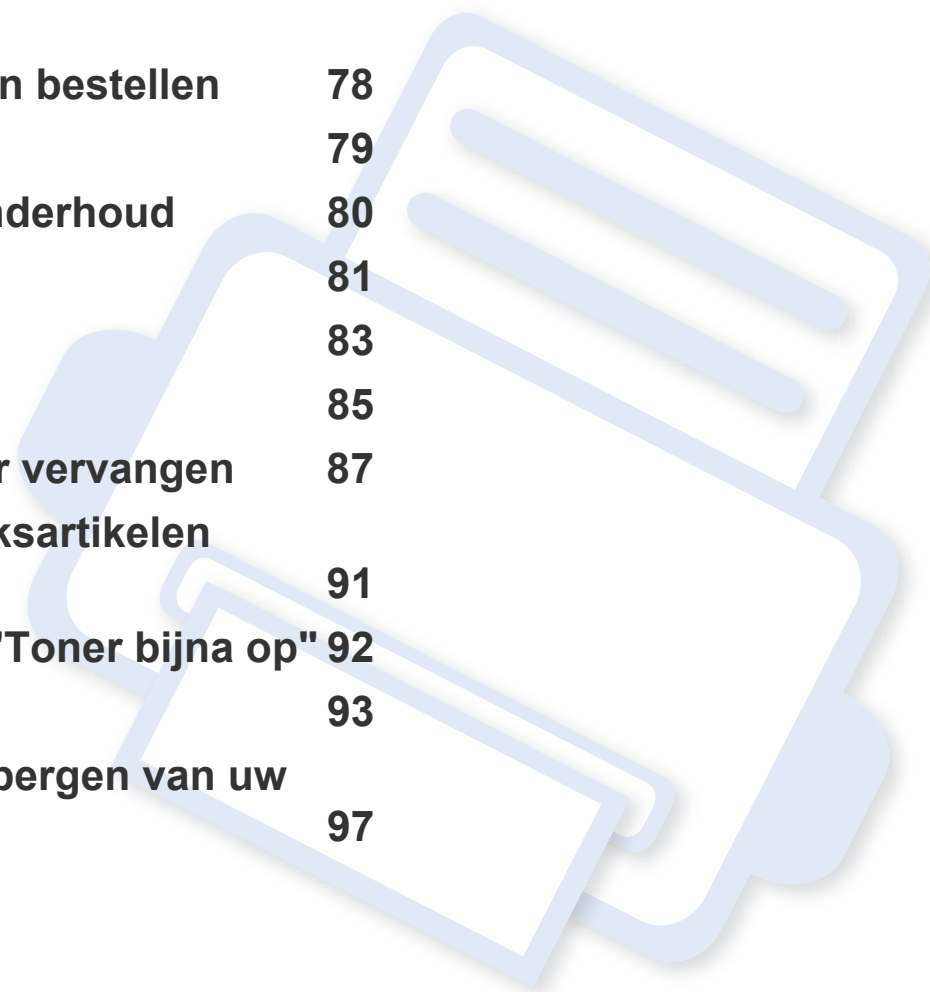 n bestellen 78
79
nderhoud 80
81
83
85
r vervangen 87
ksartikelen
91
"Toner bijna op" 92
93
bergen van uw
97